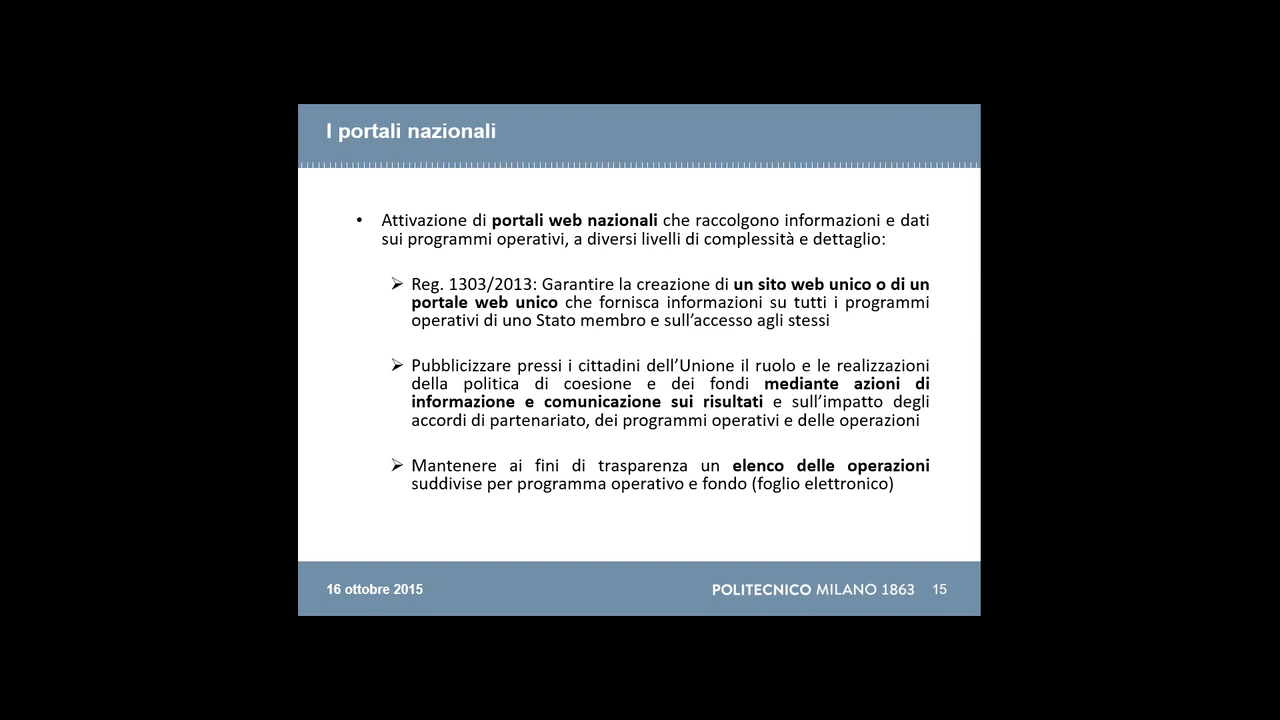 I portali nazionali
• Attivazione di portali web nazionali che raccolgono informazioni e dati
sui programmi operativi, a diversi livelli di complessità e dettaglio:
➢ Reg. 1303/2013: Garantire la creazione di un sito web unico o di un
portale web unico che fornisca informazioni su tutti i programmi
operativi di uno Stato membro e sull’accesso agli stessi
➢ Pubblicizzare pressi i cittadini dell’Unione il ruolo e le realizzazioni
della politica di coesione e dei fondi mediante azioni di
informazione e comunicazione sui risultati e sull’impatto degli
accordi di partenariato, dei programmi operativi e delle operazioni
➢ Mantenere ai fini di trasparenza un elenco delle operazioni
suddivise per programma operativo e fondo (foglio elettronico)
16 ottobre 2015 POLITECNICO MILANO 1863 15